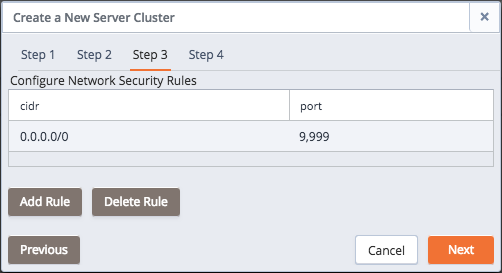 Create a New Server Cluster ×
Step 1 Step 2 Step 3 Step 4
Configure Network Security Rules
cidr port
0.0.0.0/0 9,999
Add Rule Delete Rule
Previous Cancel Next